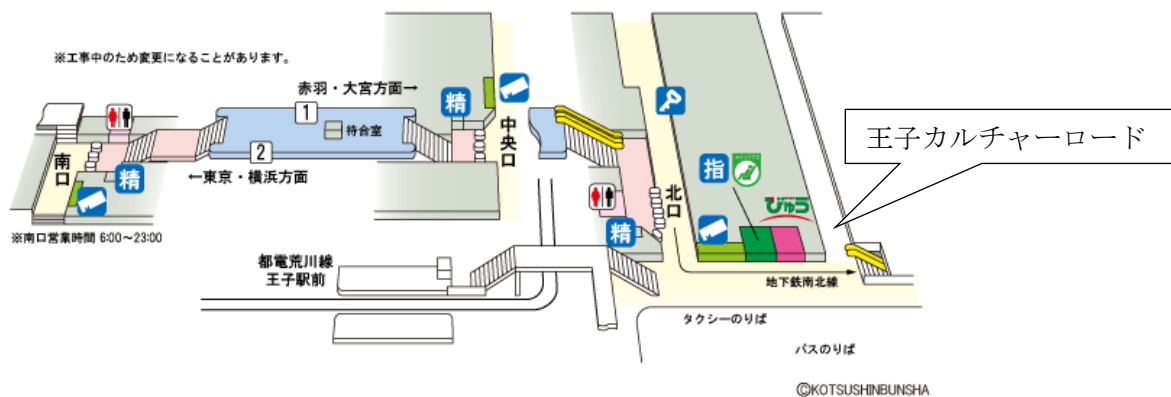 ※工事中のため変更になることがあります。
赤羽・大宮方面→
1
待合室
2
←東京・横浜方面
南口
精
※南口営業時間 6:00~23:00
精
中央口
北口
精
指
びゅう
王子カルチャーロード
都電荒川線
王子駅前
地下鉄南北線
タクシーのりば
バスのりば
©KOTSUSHINBUNSHA